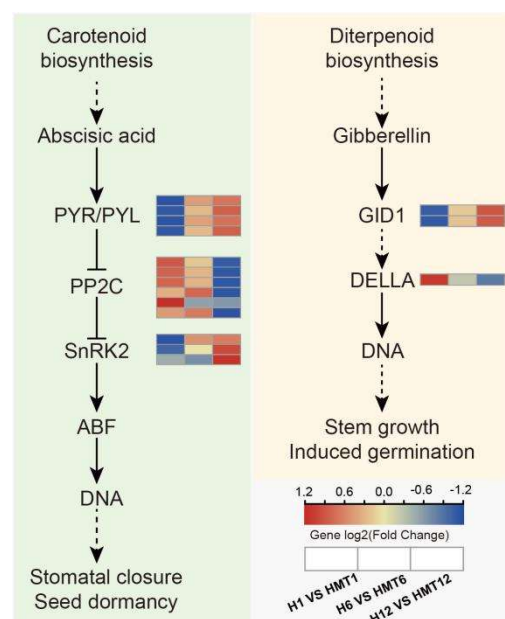 Carotenoid
biosynthesis
Abscisic acid
PYR/PYL
PP2C
SnRK2
ABF
DNA
Stomatal closure
Seed dormancy
Diterpenoid
biosynthesis
Gibberellin
GID1
DELLA
DNA
Stem growth
Induced germination
1.2 0.6 0.0 -0.6 -1.2
Gene log2(Fold Change)
H1 VS HMT1
H6 VS HMT6
H12 VS HMT12